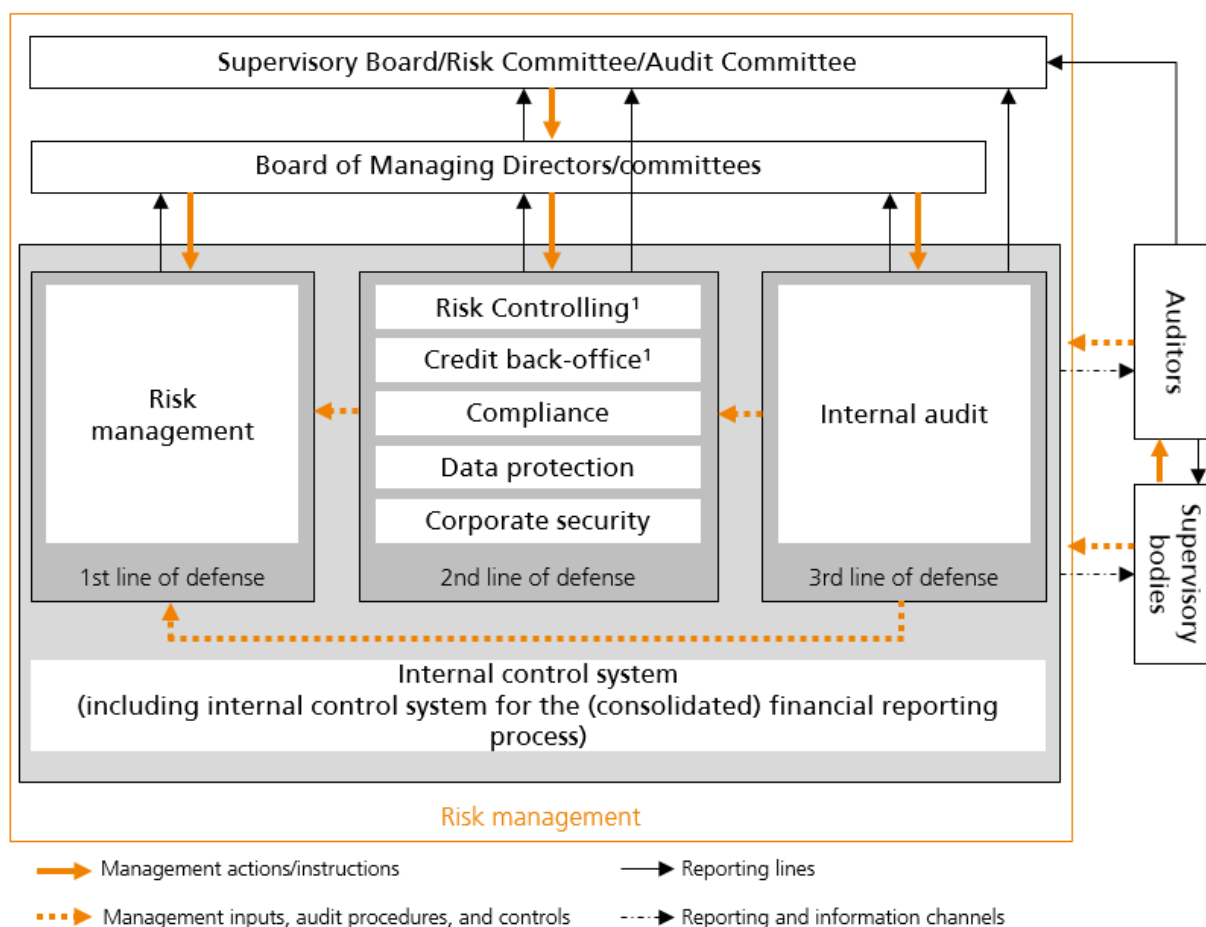 Supervisory Board/Risk Committee/Audit Committee
Board of Managing Directors/committees
Risk
management
1st line of defense
Risk Controlling¹
Credit back-office¹
Compliance
Data protection
Corporate security
2nd line of defense
Internal audit
3rd line of defense
Auditors
Supervisory
bodies
Internal control system
(including internal control system for the (consolidated) financial reporting
process)
Risk management
Management actions/instructions
Reporting lines
Management inputs, audit procedures, and controls
Reporting and information channels